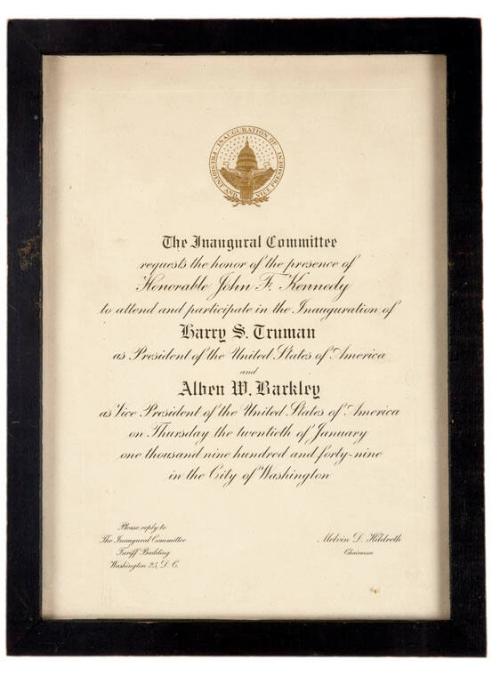 INAUGURATION OF
PRESIDENT AND VICE PRESIDENT
The Inaugural Committee
requests the honor of the presence of
Honorable John F. Kennedy
to attend and participate in the Inauguration of
Harry S. Truman
as President of the United States of America
and
Alben W. Barkley
as Vice President of the United States of America
on Thursday the twentieth of January
one thousand nine hundred and forty-nine
in the City of Washington
Please reply to
The Inaugural Committee
Tariff Building
Washington 25, D. C.
Melvin D. Hildreth
Chairman